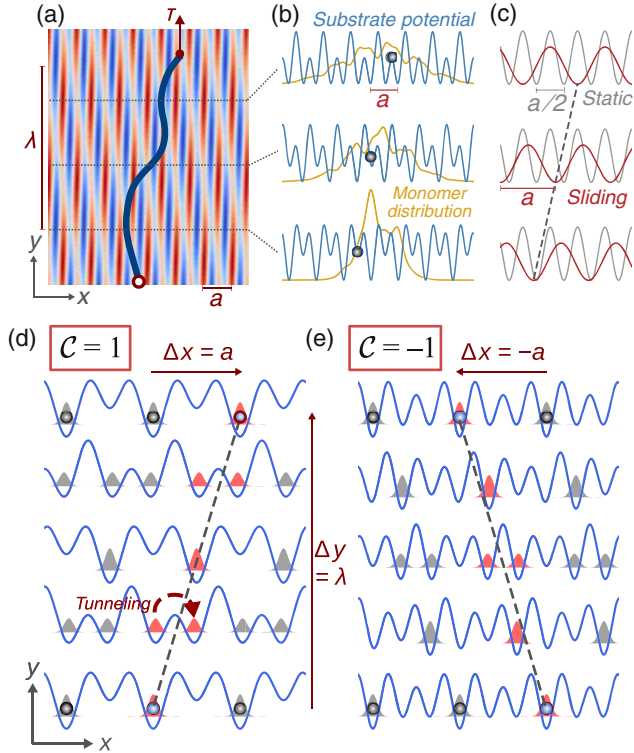 (a)
τ
λ
y
x
a
(b)
Substrate potential
a
Monomer
distribution
(c)
a/2
Static
a
Sliding
(d)
C = 1
Δx = a
Tunneling
y
x
Δy
= λ
(e)
C = −1
Δx = −a